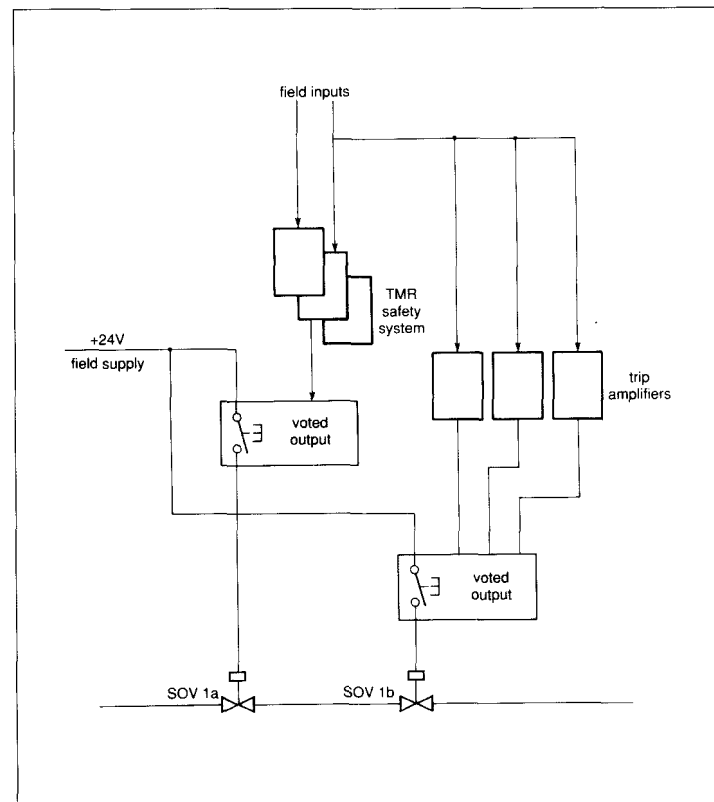 field inputs
TMR
safety
system
+24V
field supply
trip
amplifiers
voted
output
voted
output
SOV 1a
SOV 1b